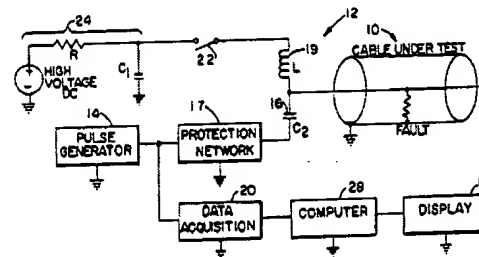 24
12
10
R
C1
22
19
L
CABLE UNDER TEST
HIGH
VOLTAGE
DC
16
C2
FAULT
14
17
PULSE
GENERATOR
PROTECTION
NETWORK
20
28
DATA
ACQUISITION
COMPUTER
DISPLAY